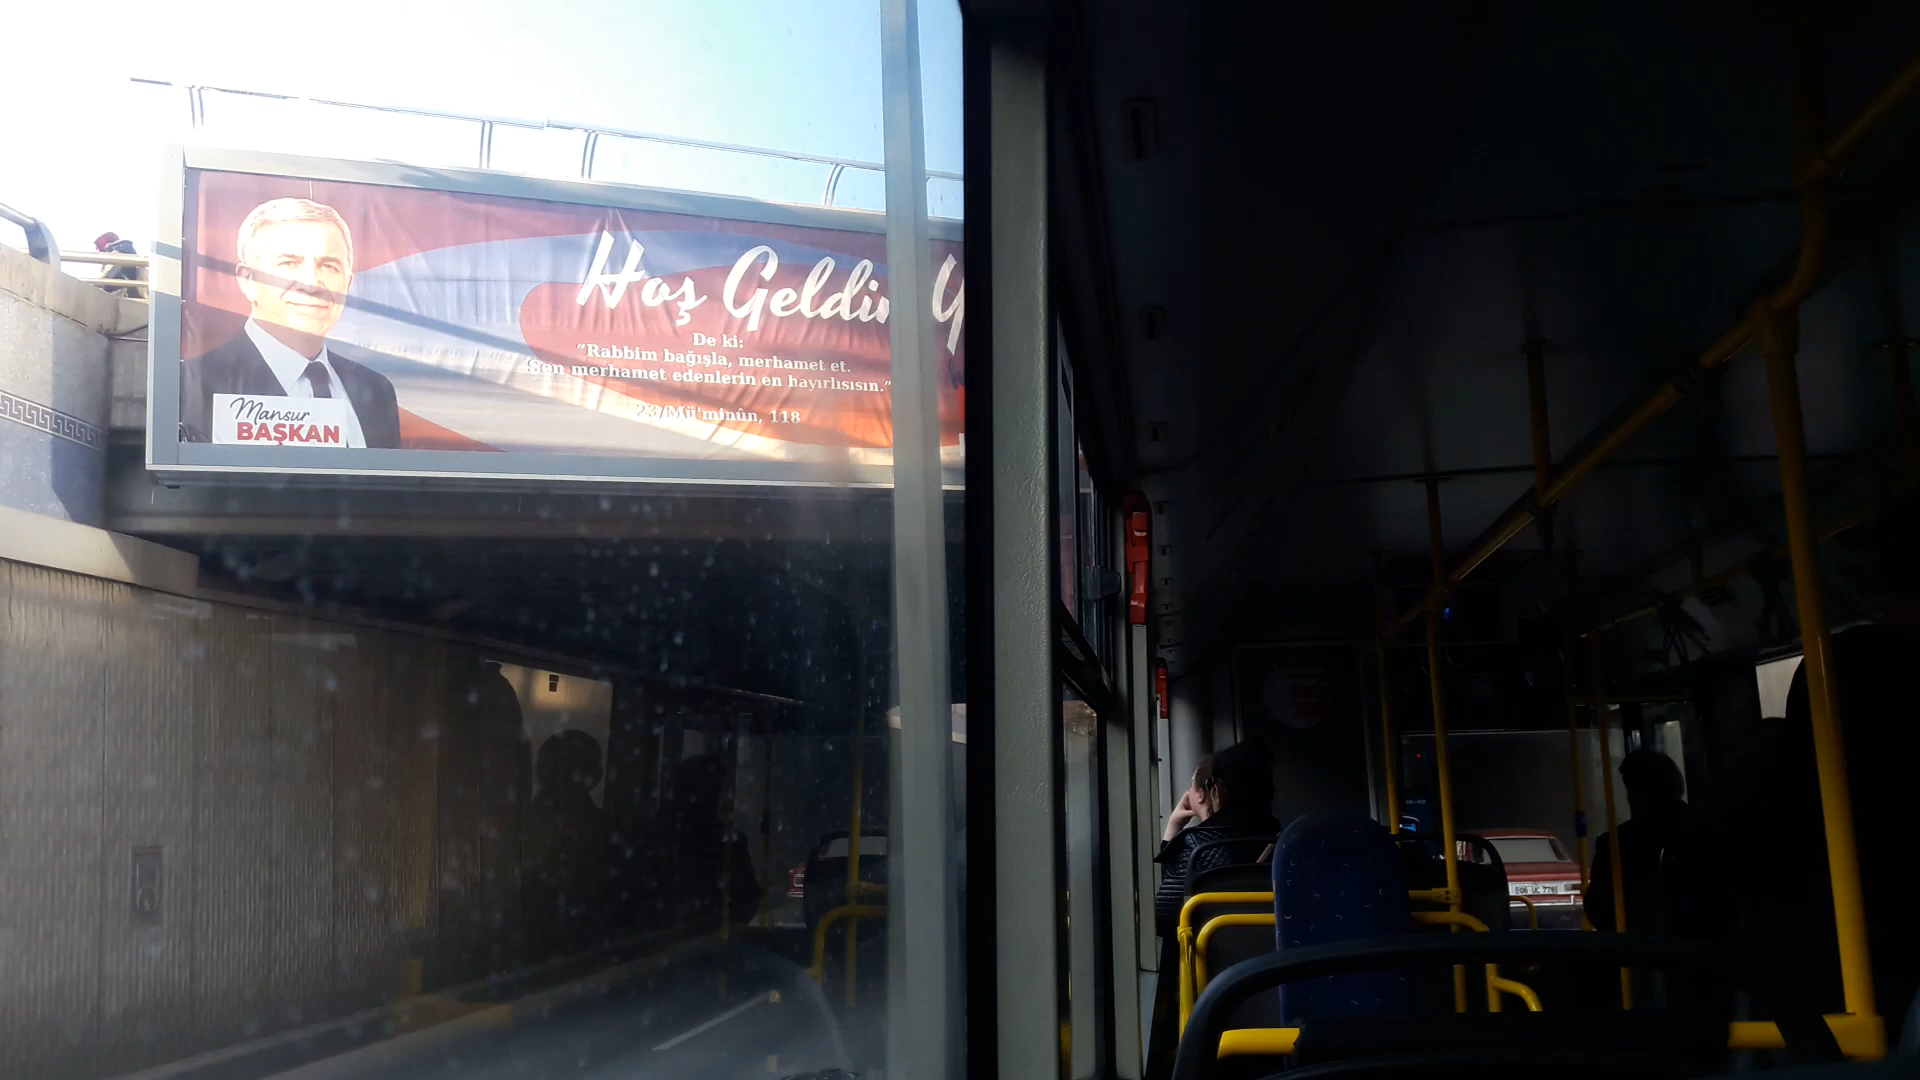 Hoş Geldin Y
De ki:
“Rabbim bağışla, merhamet et.
Sen merhamet edenlerin en hayırlısısın.”
23/Mü'minûn, 118
Mansur
BAŞKAN